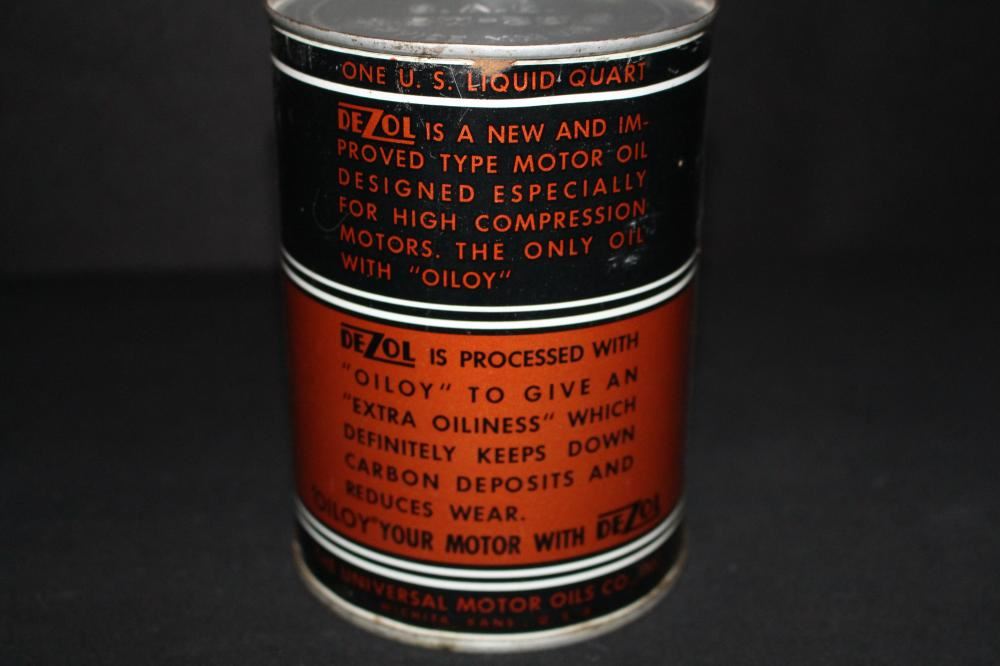 ONE U. S. LIQUID QUART
DEZOL IS A NEW AND IM-
PROVED TYPE MOTOR OIL
DESIGNED ESPECIALLY
FOR HIGH COMPRESSION
MOTORS. THE ONLY OIL
WITH "OILOY"
DEZOL IS PROCESSED WITH
"OILOY" TO GIVE AN
"EXTRA OILINESS" WHICH
DEFINITELY KEEPS DOWN
CARBON DEPOSITS AND
REDUCES WEAR.
"OILOY" YOUR MOTOR WITH DEZOL
UNIVERSAL MOTOR OILS CO.
WICHITA, KANS., U. S. A.